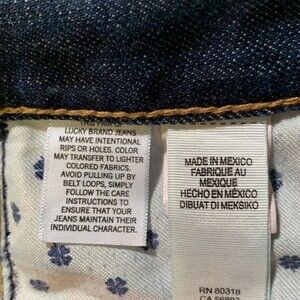 LUCKY BRAND JEANS
MAY HAVE INTENTIONAL
RIPS OR HOLES. COLOR
MAY TRANSFER TO LIGHTER
COLORED FABRICS.
AVOID PULLING UP BY
BELT LOOPS, SIMPLY
FOLLOW THE CARE
INSTRUCTIONS TO
ENSURE THAT YOUR
JEANS MAINTAIN THEIR
INDIVIDUAL CHARACTER.
MADE IN MEXICO
FABRIQUE AU
MEXIQUE
HECHO EN MÉXICO
DIBUAT DI MEKSIKO
RN 80318
CA 56897